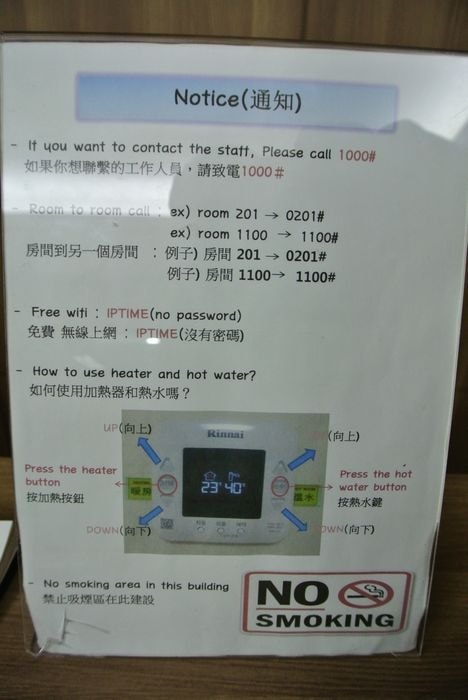 Notice(通知)
- If you want to contact the staff, Please call 1000#
如果你想聯繫的工作人員，請致電1000＃
- Room to room call : ex) room 201 → 0201#
ex) room 1100 → 1100#
房間到另一個房間 : 例子) 房間 201 → 0201#
例子) 房間 1100→ 1100#
- Free wifi : IPTIME(no password)
免費 無線上網 : IPTIME(沒有密碼)
- How to use heater and hot water?
如何使用加熱器和熱水嗎？
UP(向上)
UP(向上)
Rinnai
Press the heater
button
按加熱按鈕
暖房
23° 40°
溫水
Press the hot
water button
按熱水鍵
DOWN(向下)
DOWN(向下)
- No smoking area in this building
禁止吸煙區在此建設
NO
SMOKING